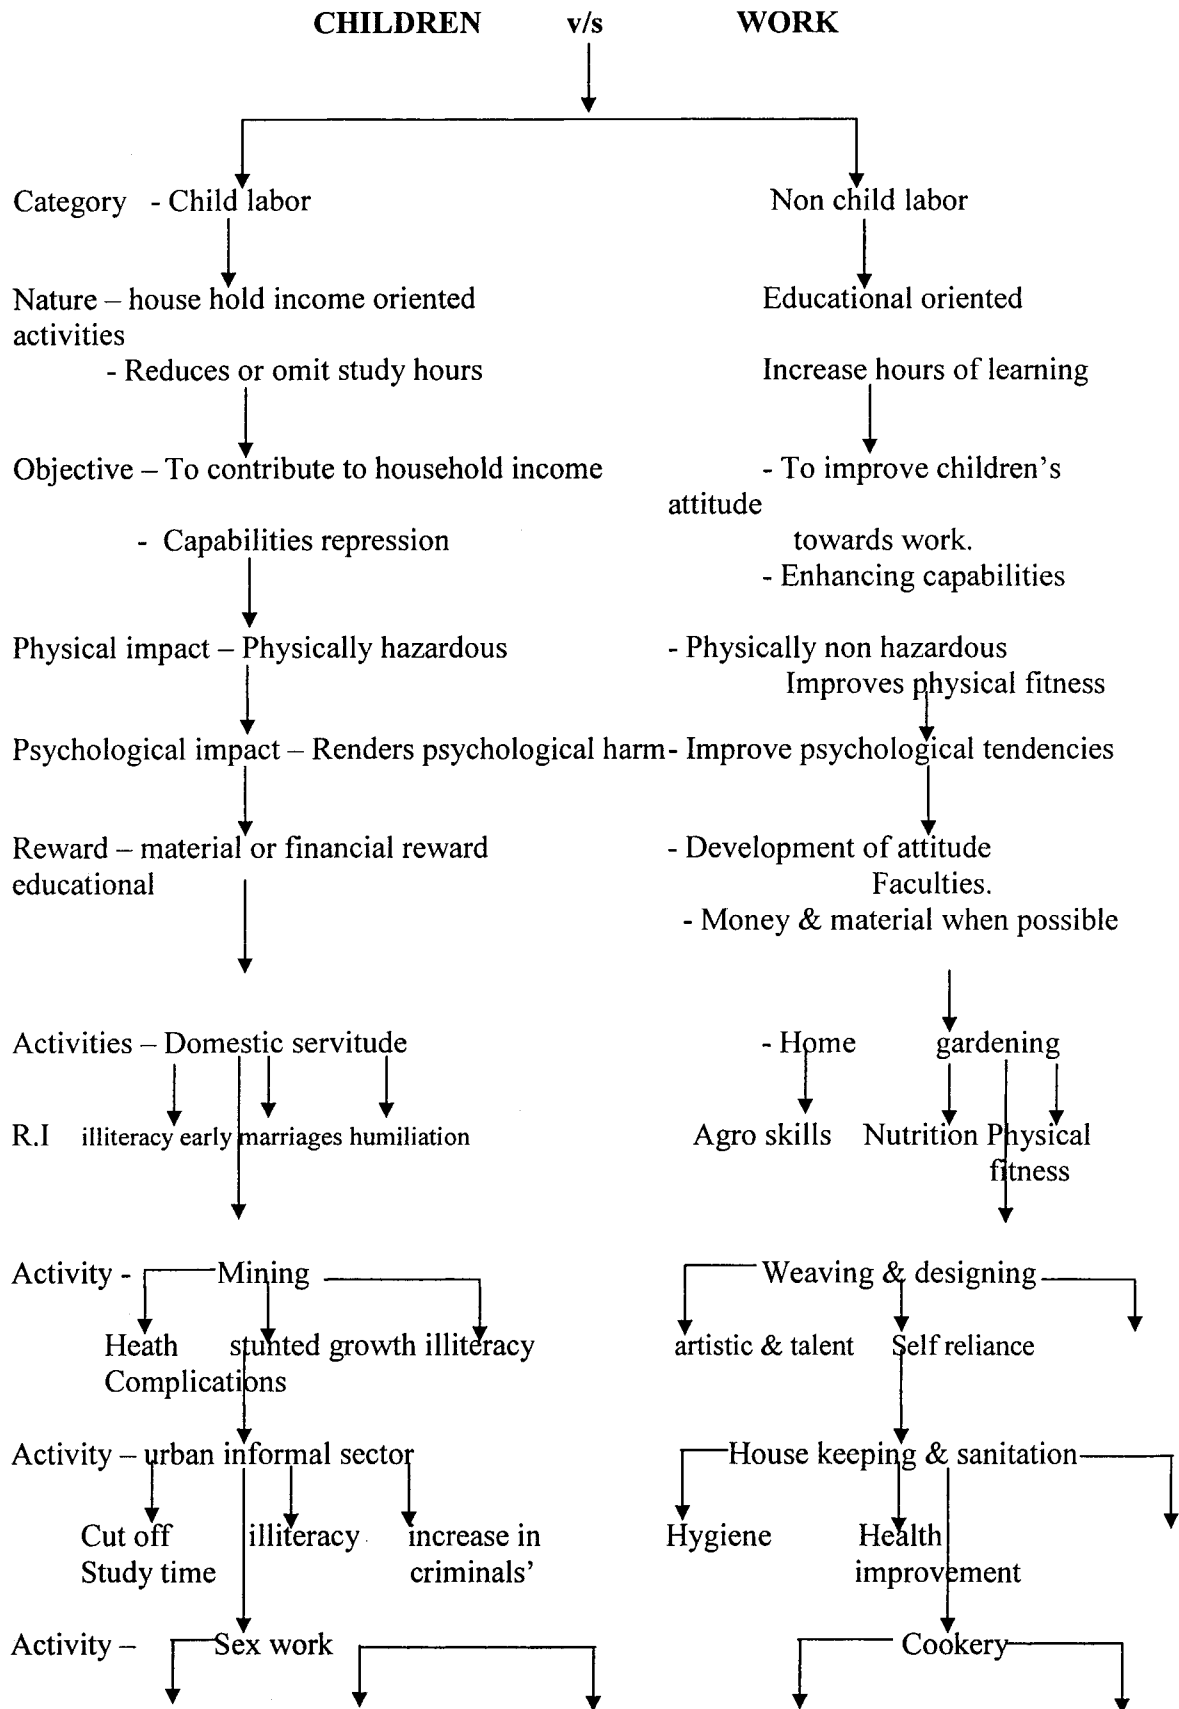 CHILDREN v/s WORK
Category - Child labor Non child labor
Nature – house hold income oriented Educational oriented
activities
- Reduces or omit study hours Increase hours of learning
Objective – To contribute to household income - To improve children's
attitude
- Capabilities repression towards work.
- Enhancing capabilities
Physical impact – Physically hazardous - Physically non hazardous
Improves physical fitness
Psychological impact – Renders psychological harm - Improve psychological tendencies
Reward – material or financial reward - Development of attitude
educational Faculties.
- Money & material when possible
Activities – Domestic servitude - Home gardening
R.I illiteracy early marriages humiliation Agro skills Nutrition Physical
fitness
Activity - Mining Weaving & designing
Heath stunted growth illiteracy artistic & talent Self reliance
Complications
Activity – urban informal sector House keeping & sanitation
Cut off illiteracy increase in Hygiene Health
Study time criminals' improvement
Activity – Sex work Cookery